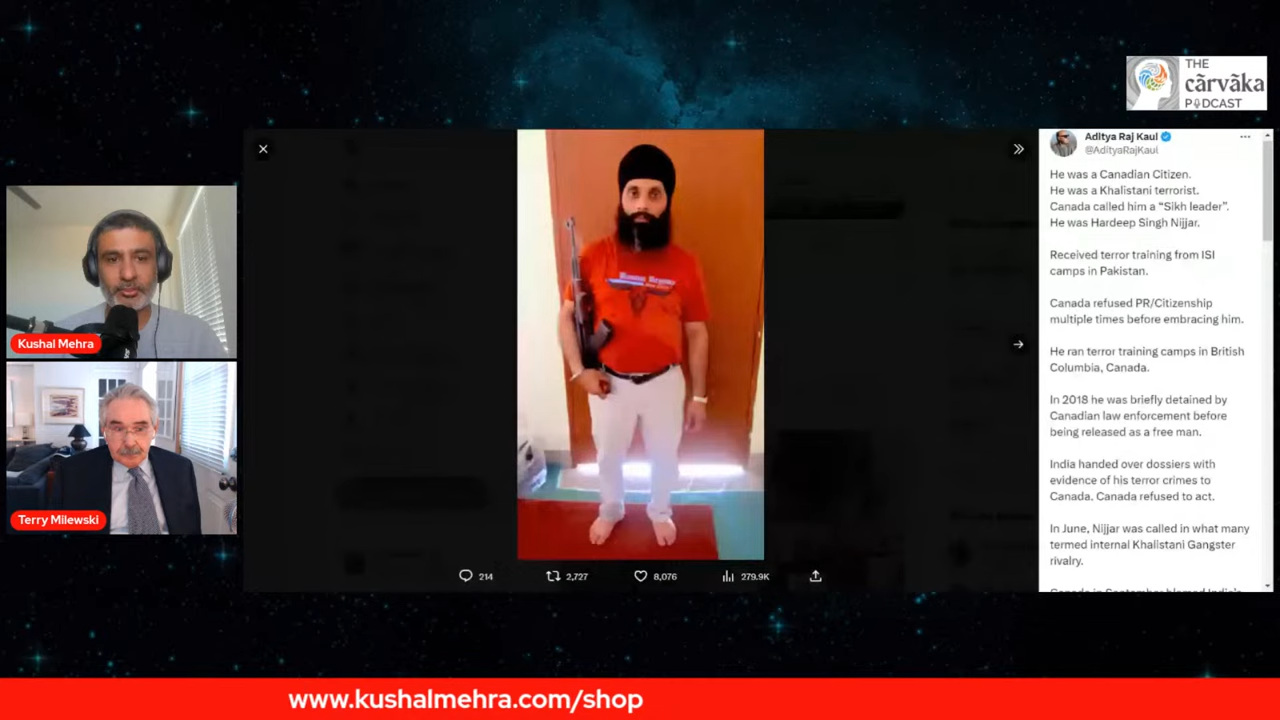 THE
cārvāka
PODCAST
Aditya Raj Kaul
@AdityaRajKaul
He was a Canadian Citizen.
He was a Khalistani terrorist.
Canada called him a “Sikh leader”.
He was Hardeep Singh Nijjar.
Received terror training from ISI
camps in Pakistan.
Canada refused PR/Citizenship
multiple times before embracing him.
He ran terror training camps in British
Columbia, Canada.
In 2018 he was briefly detained by
Canadian law enforcement before
being released as a free man.
India handed over dossiers with
evidence of his terror crimes to
Canada. Canada refused to act.
In June, Nijjar was called in what many
termed internal Khalistani Gangster
rivalry.
Kushal Mehra
Terry Milewski
214
2,727
8,076
279.9K
www.kushalmehra.com/shop